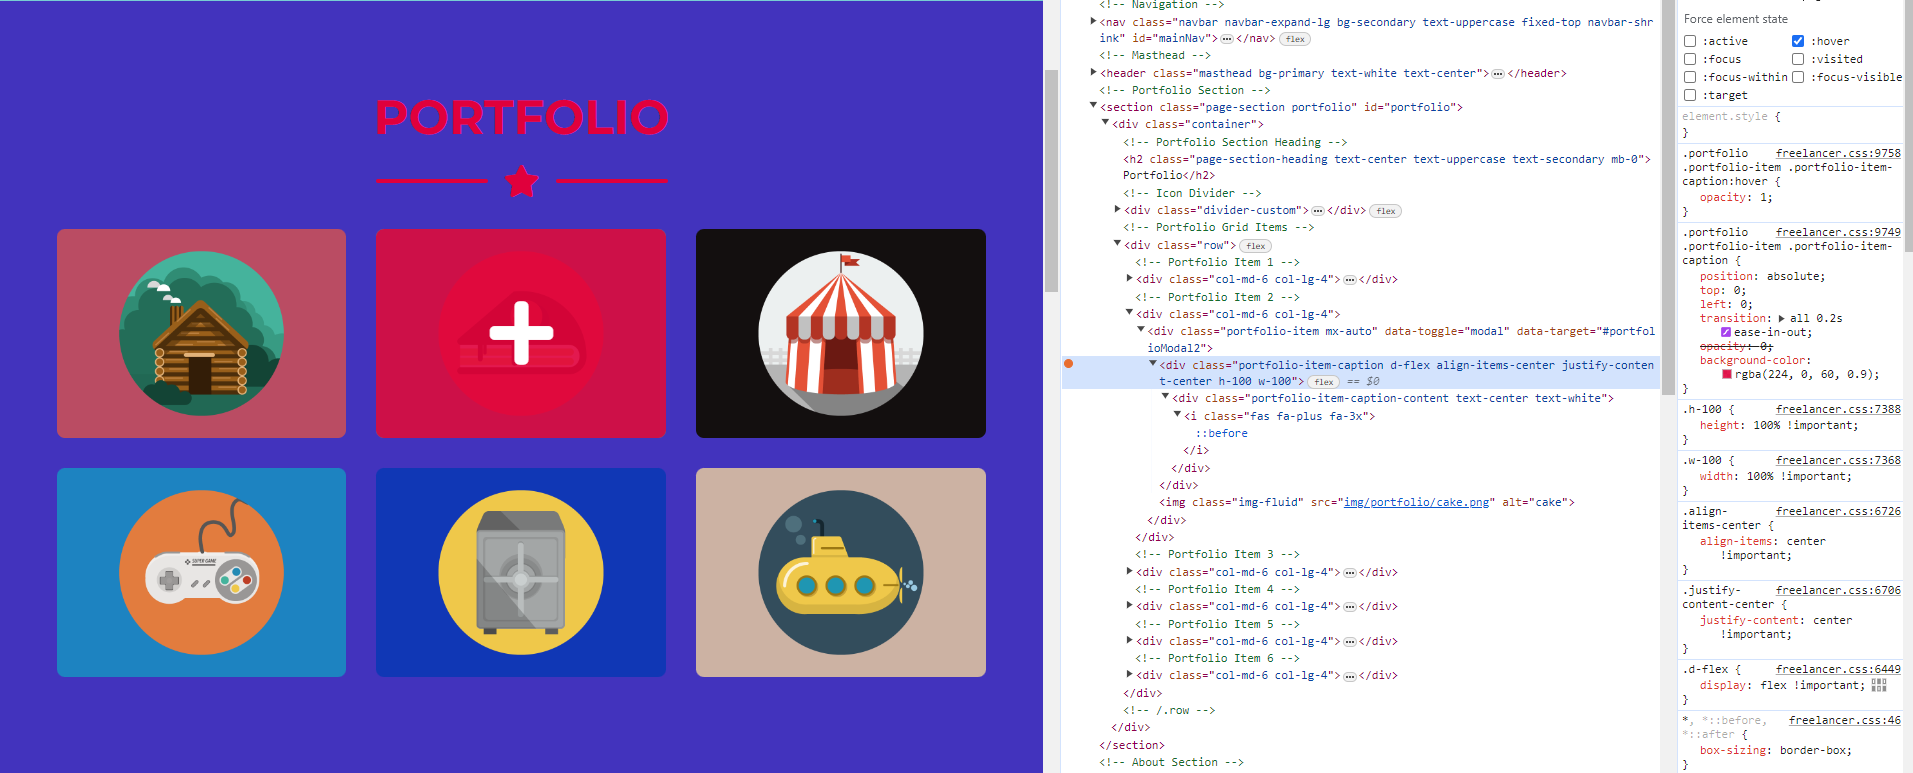 PORTFOLIO
SUPER GAME
<!-- Navigation -->
<nav class="navbar navbar-expand-lg bg-secondary text-uppercase fixed-top navbar-shr
ink" id="mainNav"> … </nav> flex
<!-- Masthead -->
<header class="masthead bg-primary text-white text-center"> … </header>
<!-- Portfolio Section -->
<section class="page-section portfolio" id="portfolio">
<div class="container">
<!-- Portfolio Section Heading -->
<h2 class="page-section-heading text-center text-uppercase text-secondary mb-0">
Portfolio</h2>
<!-- Icon Divider -->
<div class="divider-custom"> … </div> flex
<!-- Portfolio Grid Items -->
<div class="row"> flex
<!-- Portfolio Item 1 -->
<div class="col-md-6 col-lg-4"> … </div>
<!-- Portfolio Item 2 -->
<div class="col-md-6 col-lg-4">
<div class="portfolio-item mx-auto" data-toggle="modal" data-target="#portfol
ioModal2">
<div class="portfolio-item-caption d-flex align-items-center justify-conten
t-center h-100 w-100"> flex == $0
<div class="portfolio-item-caption-content text-center text-white">
<i class="fas fa-plus fa-3x">
::before
</i>
</div>
</div>
<img class="img-fluid" src="img/portfolio/cake.png" alt="cake">
</div>
</div>
<!-- Portfolio Item 3 -->
<div class="col-md-6 col-lg-4"> … </div>
<!-- Portfolio Item 4 -->
<div class="col-md-6 col-lg-4"> … </div>
<!-- Portfolio Item 5 -->
<div class="col-md-6 col-lg-4"> … </div>
<!-- Portfolio Item 6 -->
<div class="col-md-6 col-lg-4"> … </div>
</div>
<!-- /.row -->
</div>
</section>
<!-- About Section -->
Force element state
:active :hover
:focus :visited
:focus-within :focus-visible
:target
element.style {
}
.portfolio freelancer.css:9758
.portfolio-item .portfolio-item-
caption:hover {
opacity: 1;
}
.portfolio freelancer.css:9749
.portfolio-item .portfolio-item-
caption {
position: absolute;
top: 0;
left: 0;
transition: all 0.2s
ease-in-out;
opacity: 0;
background-color:
rgba(224, 0, 60, 0.9);
}
.h-100 { freelancer.css:7388
height: 100% !important;
}
.w-100 { freelancer.css:7368
width: 100% !important;
}
.align- freelancer.css:6726
items-center {
align-items: center
!important;
}
.justify- freelancer.css:6706
content-center {
justify-content: center
!important;
}
.d-flex { freelancer.css:6449
display: flex !important;
}
*, *::before, freelancer.css:46
*::after {
box-sizing: border-box;
}